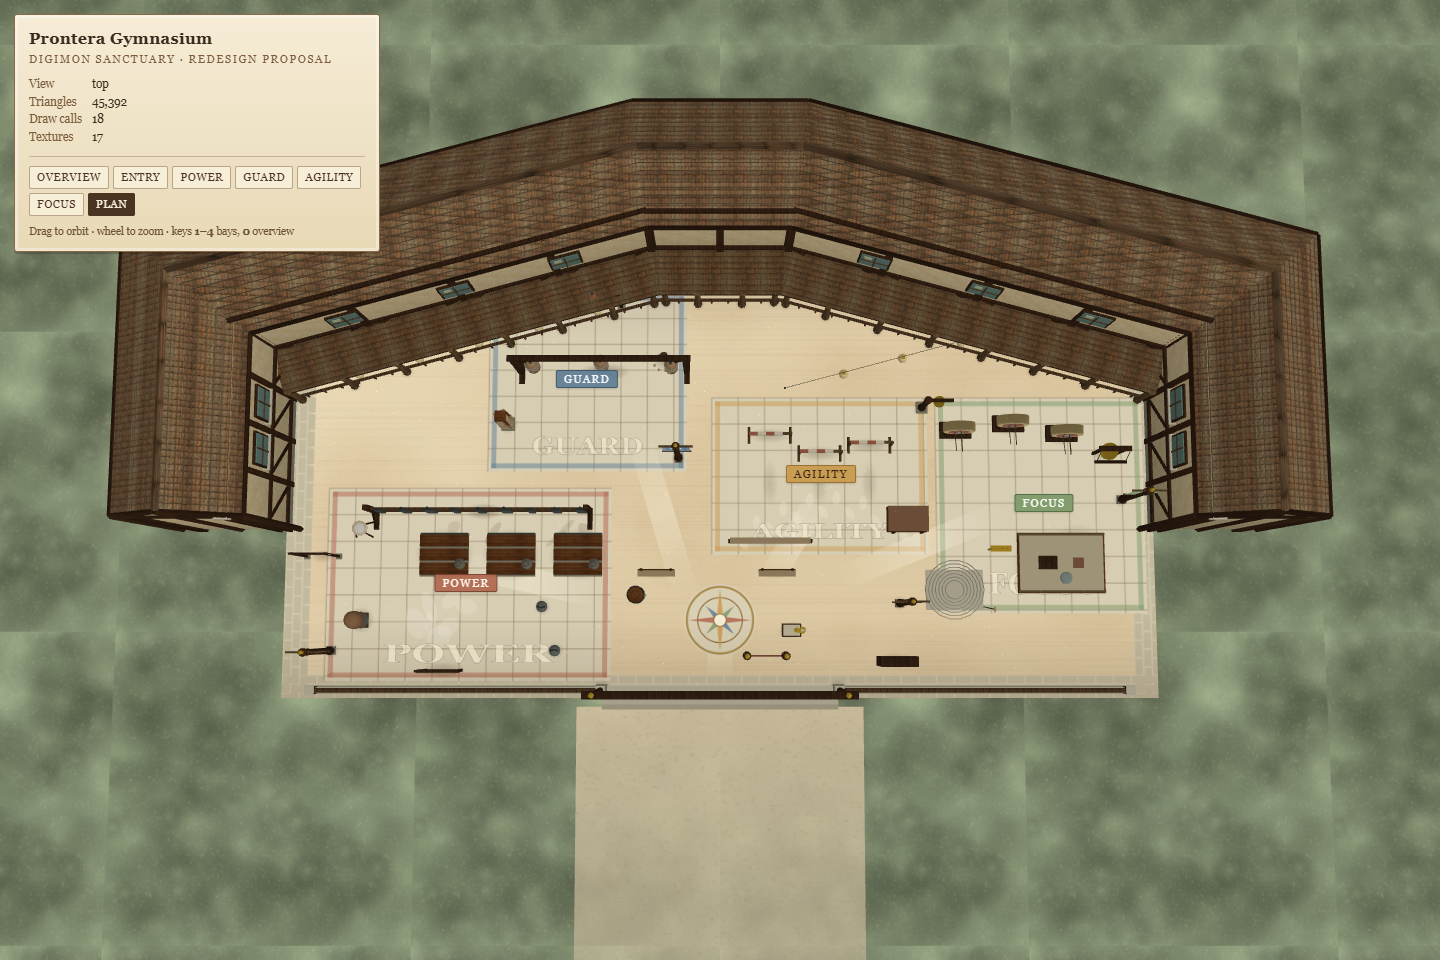 Prontera Gymnasium
DIGIMON SANCTUARY · REDESIGN PROPOSAL
View top
Triangles 45,392
Draw calls 18
Textures 17
OVERVIEW ENTRY POWER GUARD AGILITY
FOCUS PLAN
Drag to orbit · wheel to zoom · keys 1–4 bays, 0 overview
GUARD
GUARD
AGILITY
FOCUS
AGILITY
POWER
POWER